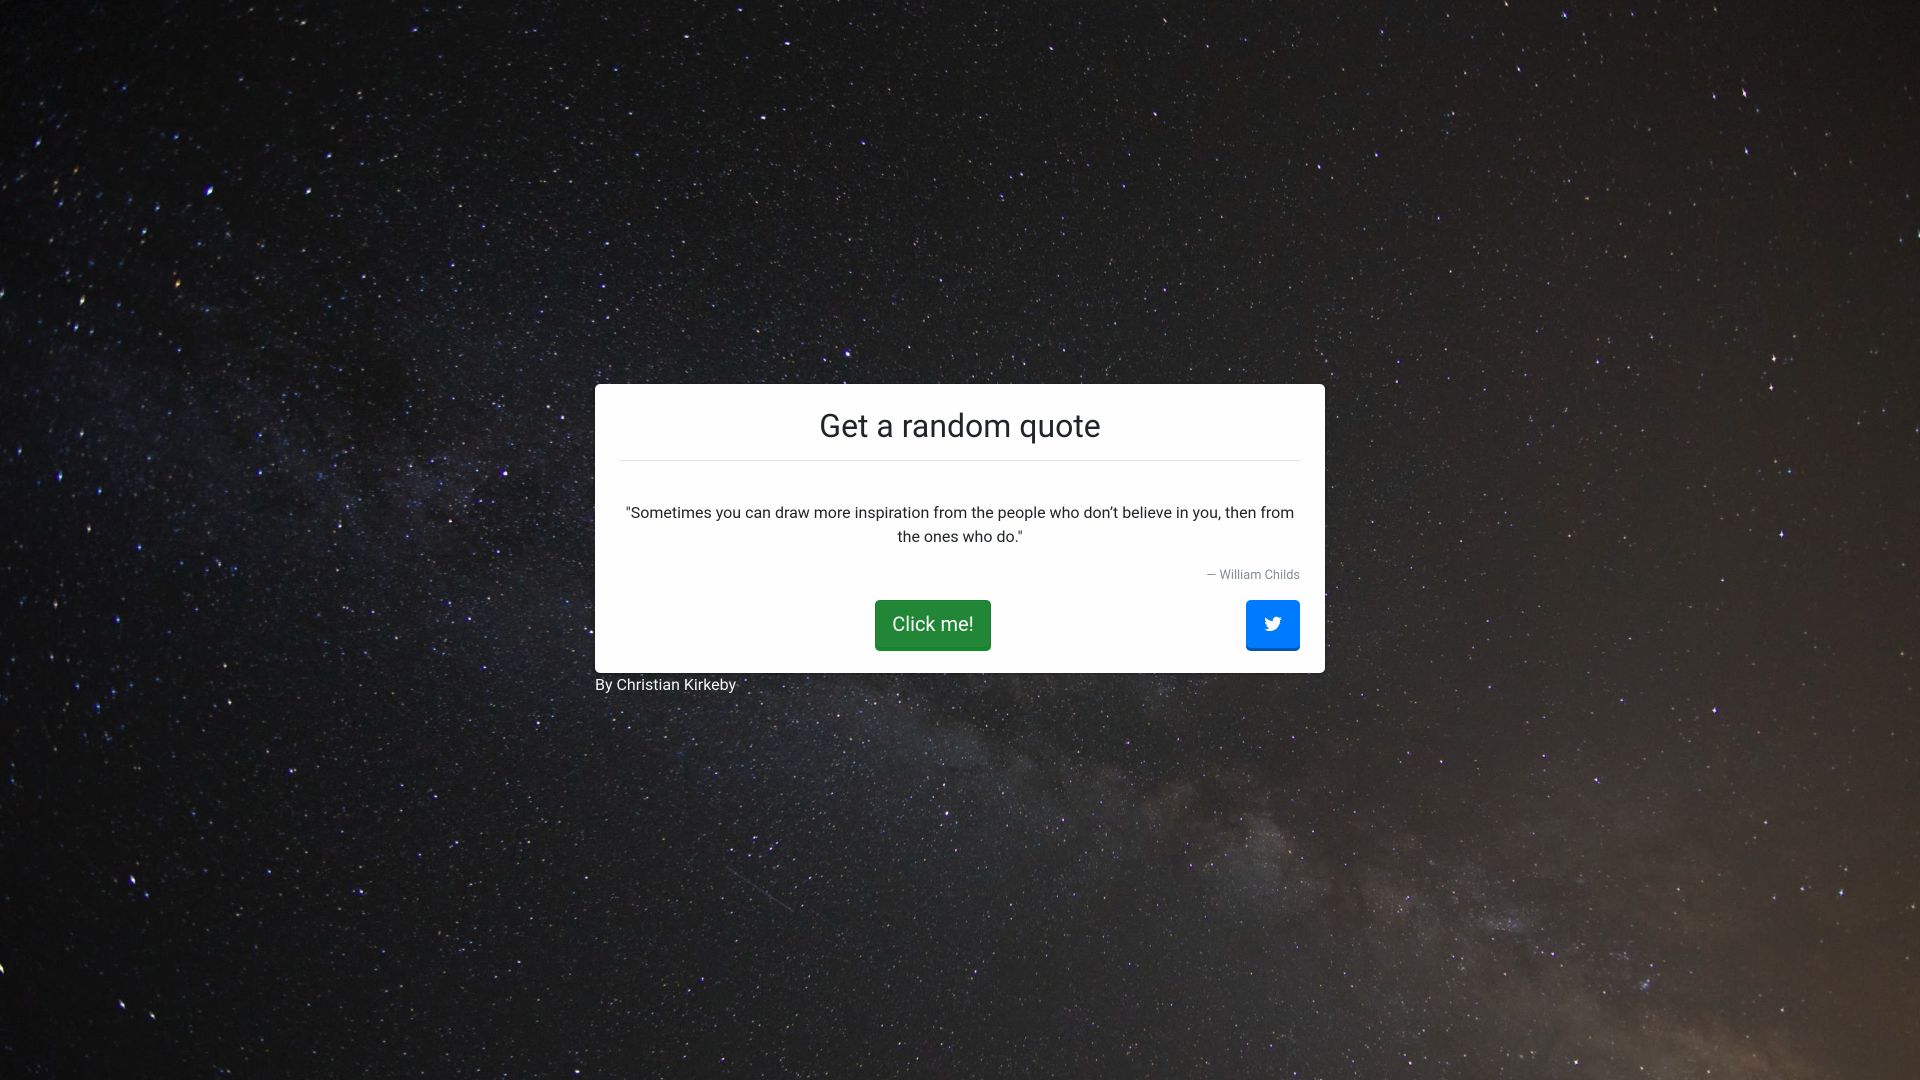 Get a random quote
"Sometimes you can draw more inspiration from the people who don’t believe in you, then from
the ones who do."
— William Childs
Click me!
By Christian Kirkeby